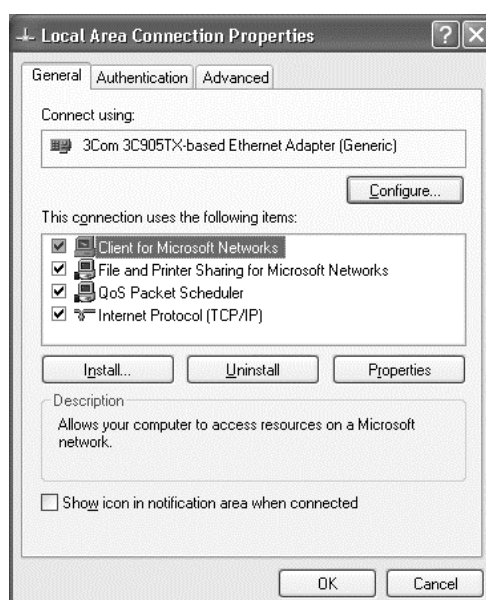 Local Area Connection Properties
General Authentication Advanced
Connect using:
3Com 3C905TX-based Ethernet Adapter (Generic)
Configure...
This connection uses the following items:
Client for Microsoft Networks
File and Printer Sharing for Microsoft Networks
QoS Packet Scheduler
Internet Protocol (TCP/IP)
Install... Uninstall Properties
Description
Allows your computer to access resources on a Microsoft
network.
Show icon in notification area when connected
OK Cancel